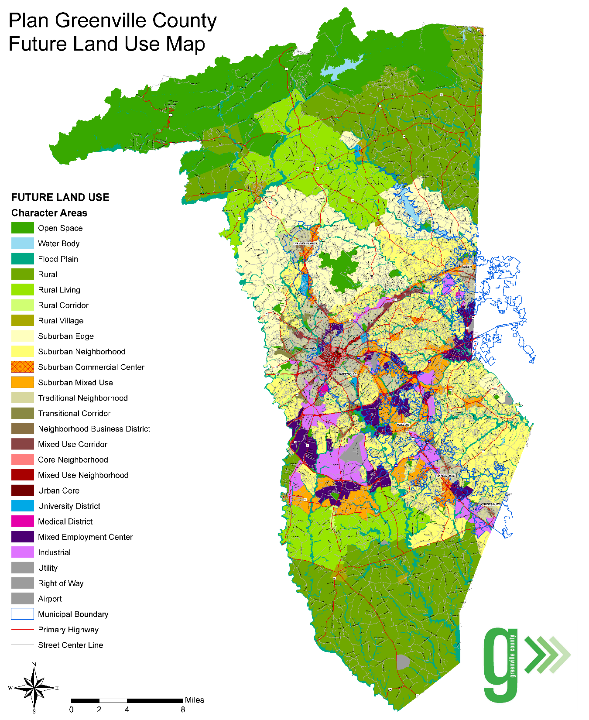 Plan Greenville County
Future Land Use Map
FUTURE LAND USE
Character Areas
Open Space
Water Body
Flood Plain
Rural
Rural Living
Rural Corridor
Rural Village
Suburban Edge
Suburban Neighborhood
Suburban Commercial Center
Suburban Mixed Use
Traditional Neighborhood
Transitional Corridor
Neighborhood Business District
Mixed Use Corridor
Core Neighborhood
Mixed Use Neighborhood
Urban Core
University District
Medical District
Mixed Employment Center
Industrial
Utility
Right of Way
Airport
Municipal Boundary
Primary Highway
Street Center Line
N
W E
S
Miles
0 2 4 8
g
greenville county